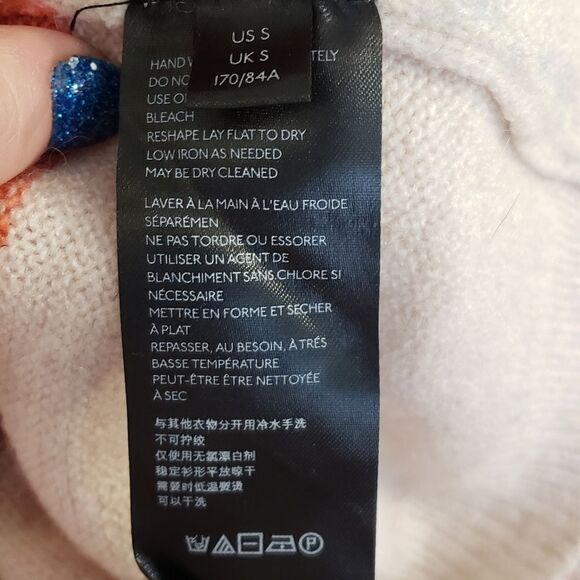 US S
UK S
170/84A
HAND TELY
DO
USE
BLEACH
RESHAPE LAY FLAT TO DRY
LOW IRON AS NEEDED
MAY BE DRY CLEANED
LAVER À LA MAIN À L'EAU FROIDE
SÉPARÉMEN
NE PAS TORDRE OU ESSORER
UTILISER UN AGENT DE
BLANCHIMENT SANS CHLORE SI
NÉCESSAIRE
METTRE EN FORME ET SECHER
À PLAT
REPASSER, AU BESOIN, À TRÉS
BASSE TEMPÉRATURE
PEUT-ÊTRE ÊTRE NETTOYÉE
À SEC
与其他衣物分开用冷水手洗
不可拧绞
仅使用无氯漂白剂
稳定衫形平放晾干
需要时低温熨烫
可以干洗
P